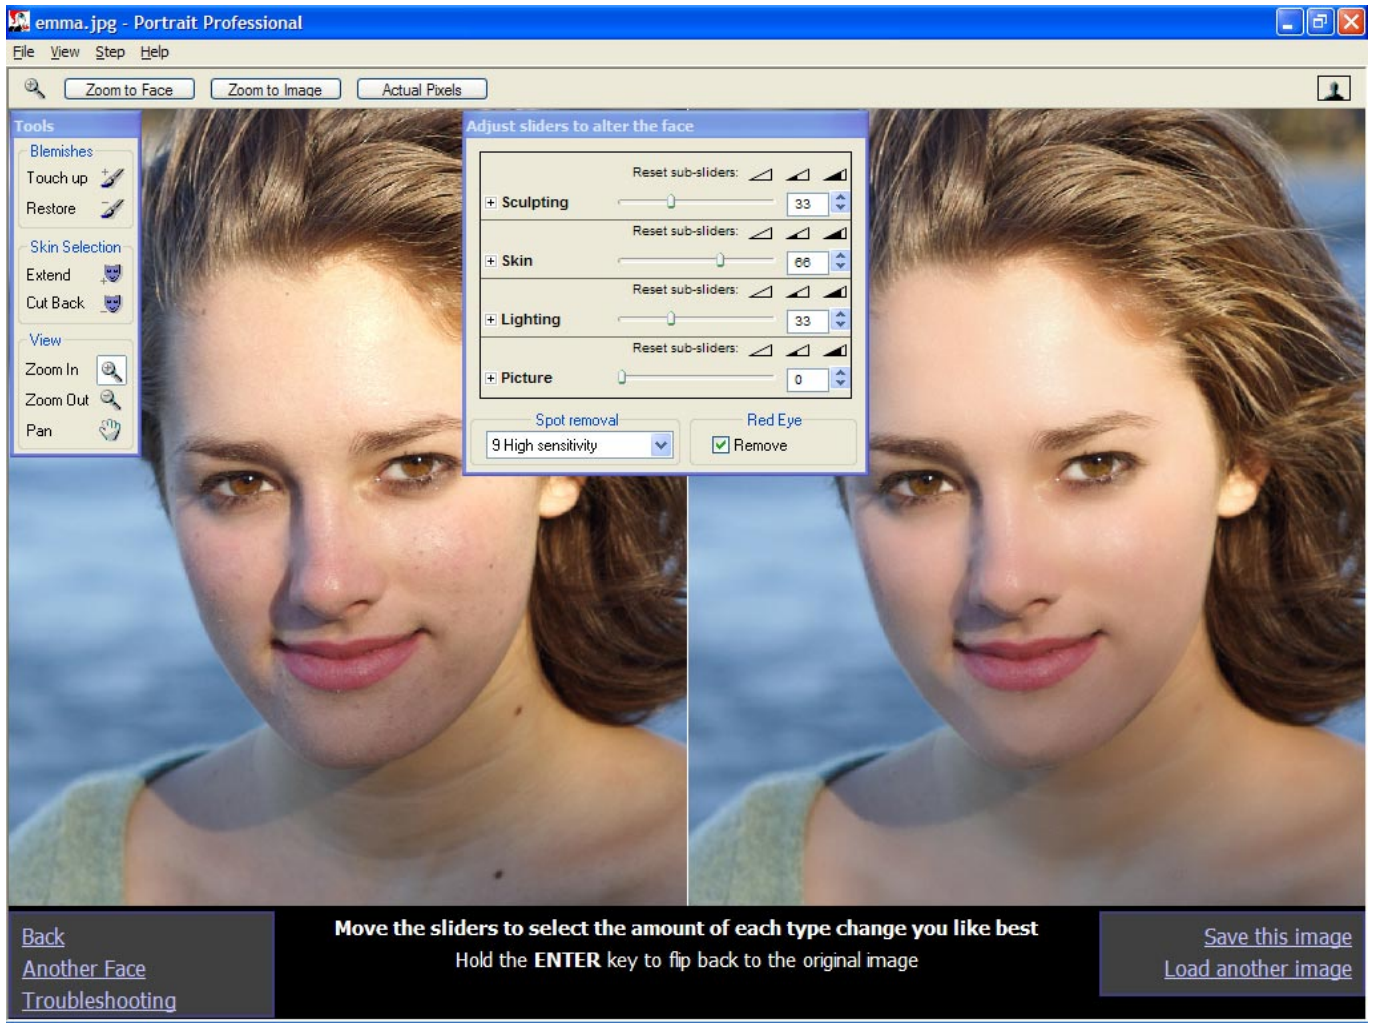 emma.jpg - Portrait Professional
File View Step Help
Zoom to Face Zoom to Image Actual Pixels
Tools
Blemishes
Touch up
Restore
Skin Selection
Extend
Cut Back
View
Zoom In
Zoom Out
Pan
Adjust sliders to alter the face
Reset sub-sliders:
Sculpting 33
Reset sub-sliders:
Skin 66
Reset sub-sliders:
Lighting 33
Reset sub-sliders:
Picture 0
Spot removal Red Eye
9 High sensitivity Remove
Back
Another Face
Troubleshooting
Move the sliders to select the amount of each type change you like best
Hold the ENTER key to flip back to the original image
Save this image
Load another image